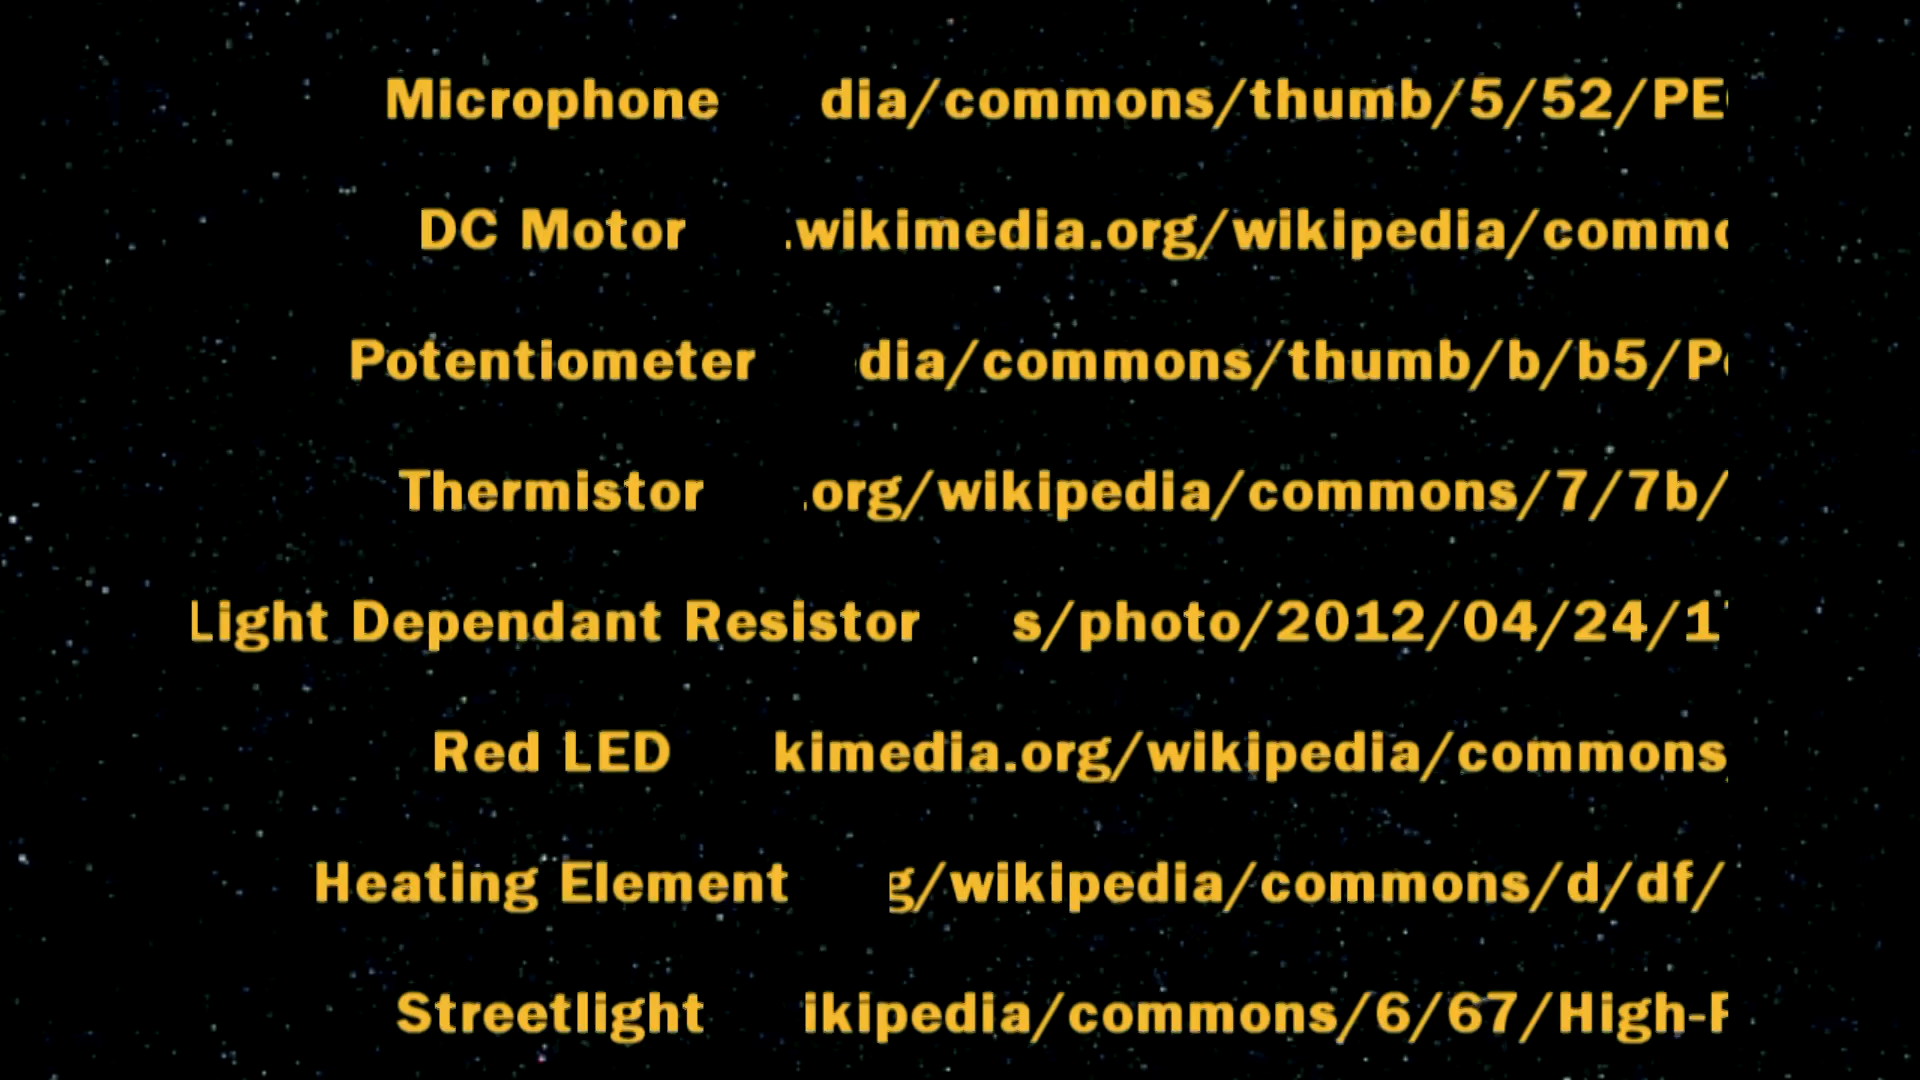 Microphone dia/commons/thumb/5/52/PE
DC Motor .wikimedia.org/wikipedia/commo
Potentiometer dia/commons/thumb/b/b5/P
Thermistor .org/wikipedia/commons/7/7b/
Light Dependant Resistor s/photo/2012/04/24/1
Red LED kimedia.org/wikipedia/commons
Heating Element g/wikipedia/commons/d/df/
Streetlight ikipedia/commons/6/67/High-